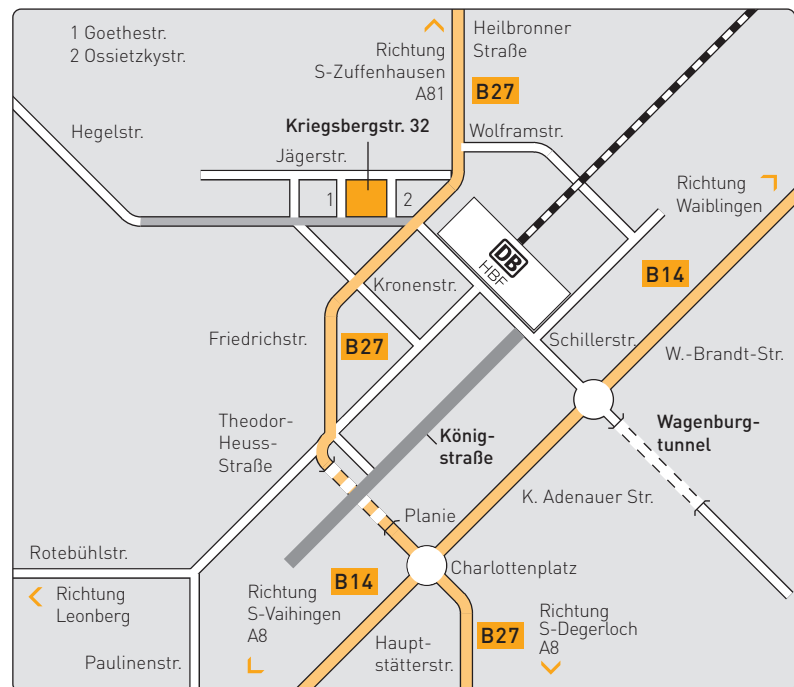 1 Goethestr.
2 Ossietzkystr.
Richtung
S-Zuffenhausen
A81
Heilbronner
Straße
B27
Hegelstr.
Kriegsbergstr. 32
Wolframstr.
Jägerstr.
1
2
Richtung
Waiblingen
DB
HBF
B14
Kronenstr.
Friedrichstr.
B27
Schillerstr.
W.-Brandt-Str.
Theodor-
Heuss-
Straße
König-
straße
Wagenburg-
tunnel
K. Adenauer Str.
Planie
Rotebühlstr.
Charlottenplatz
Richtung
Leonberg
Richtung
S-Vaihingen
A8
B14
Richtung
S-Degerloch
A8
B27
Haupt-
stätterstr.
Paulinenstr.